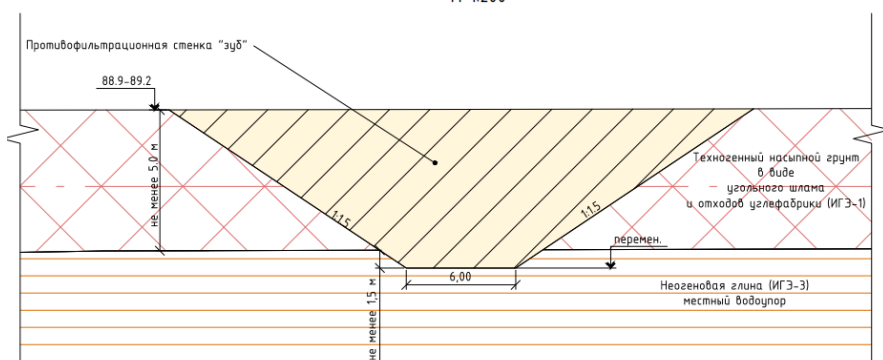 Противофильтрационная стенка "зуб"
88.9-89.2
не менее 5.0 м
Техногенный насыпной грунт
в виде
угольного шлама
и отходов углефабрики (ИГЭ-1)
1:1.5
1:1.5
перемен.
6,00
Неогеновая глина (ИГЭ-3)
местный водоупор
не менее 1,5 м